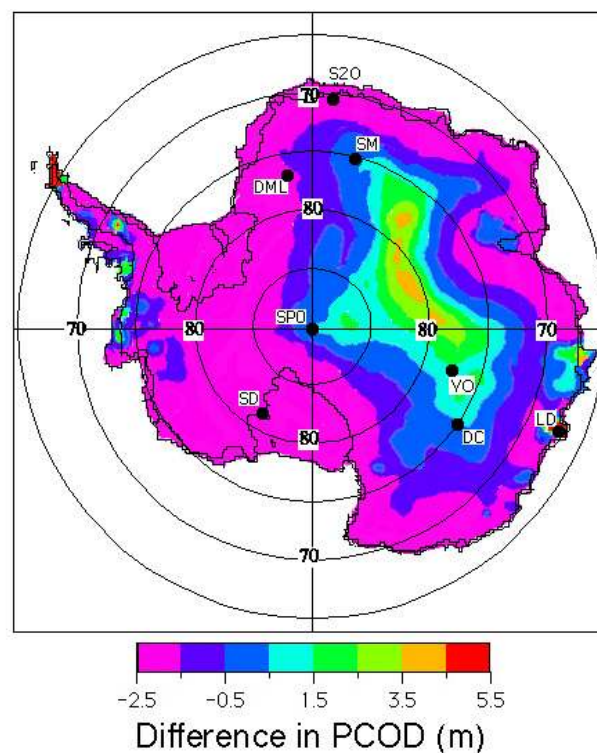 S20
70
SM
DML
80
SPO
70
80
80
70
VO
SD
LD
DC
80
70
-2.5 -0.5 1.5 3.5 5.5
Difference in PCOD (m)